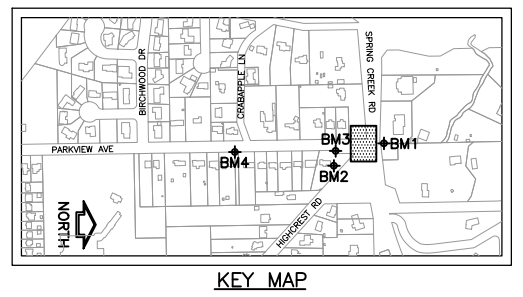 BIRCHWOOD DR
CRABAPPLE LN
SPRING CREEK RD
PARKVIEW AVE
BM4
BM3
BM1
BM2
HIGHCREST RD
NORTH
KEY MAP